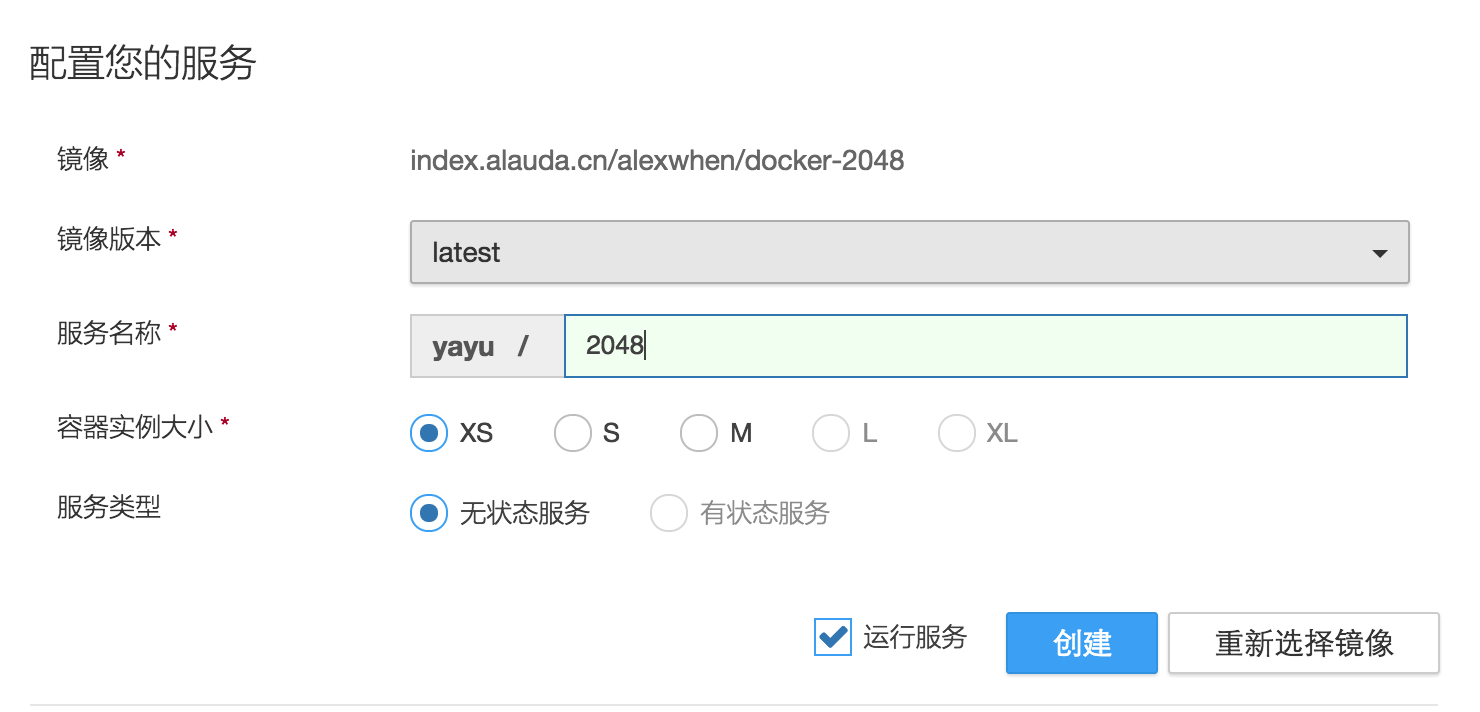 配置您的服务
镜像 * index.alauda.cn/alexwhen/docker-2048
镜像版本 * latest
服务名称 * yayu / 2048
容器实例大小 * XS S M L XL
服务类型 无状态服务 有状态服务
运行服务 创建 重新选择镜像